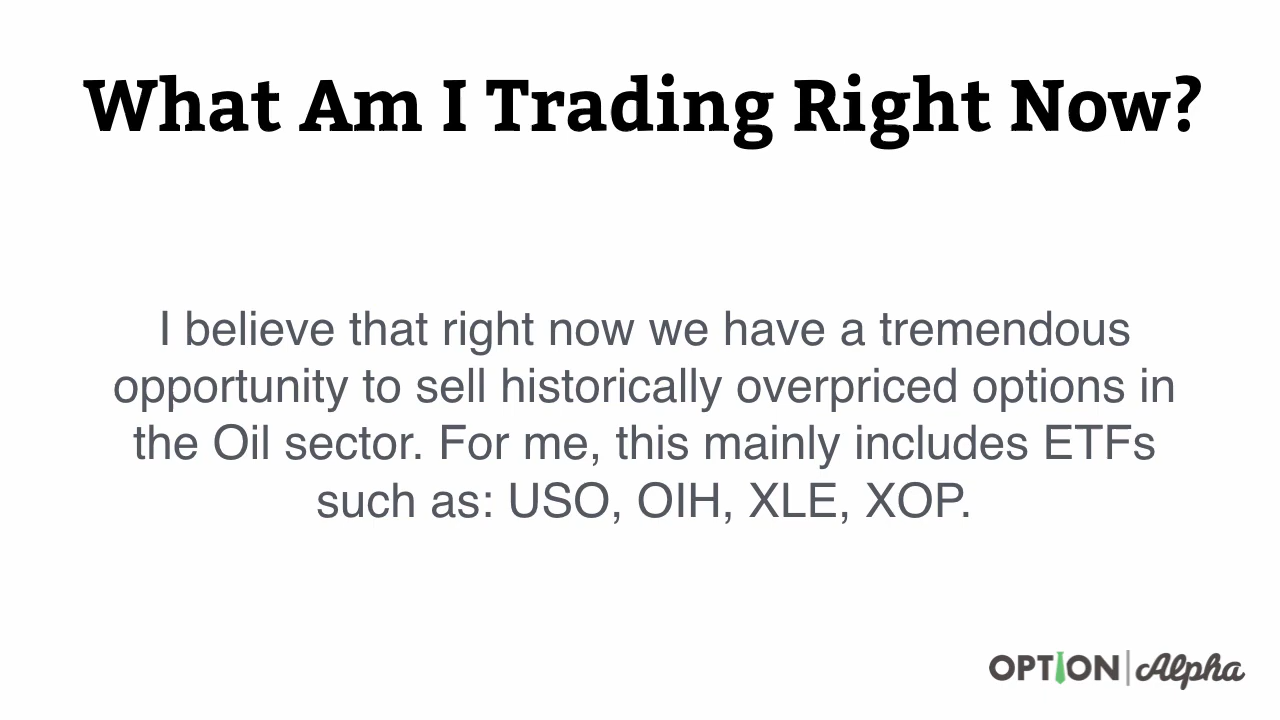 What Am I Trading Right Now?
I believe that right now we have a tremendous
opportunity to sell historically overpriced options in
the Oil sector. For me, this mainly includes ETFs
such as: USO, OIH, XLE, XOP.
OPTION | Alpha